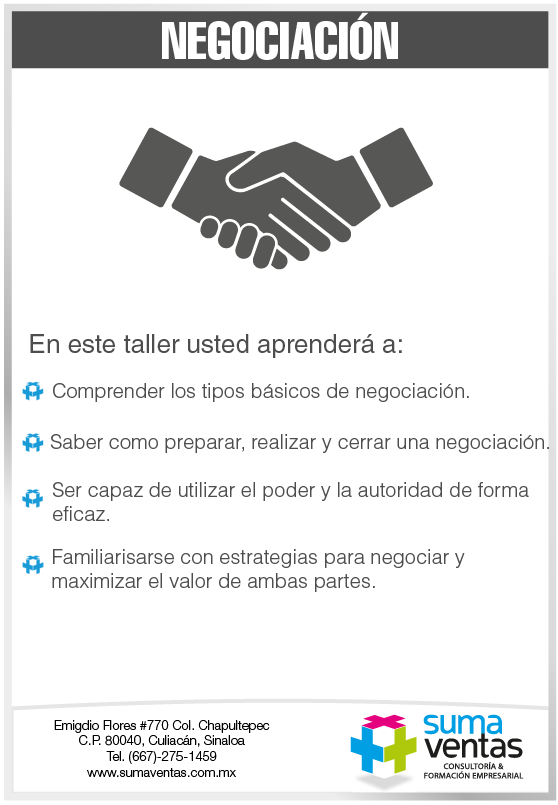 NEGOCIACIÓN
En este taller usted aprenderá a:
Comprender los tipos básicos de negociación.
Saber como preparar, realizar y cerrar una negociación.
Ser capaz de utilizar el poder y la autoridad de forma
eficaz.
Familiarisarse con estrategias para negociar y
maximizar el valor de ambas partes.
Emigdio Flores #770 Col. Chapultepec
C.P. 80040, Culiacán, Sinaloa
Tel. (667)-275-1459
www.sumaventas.com.mx
suma
ventas
CONSULTORÍA &
FORMACIÓN EMPRESARIAL